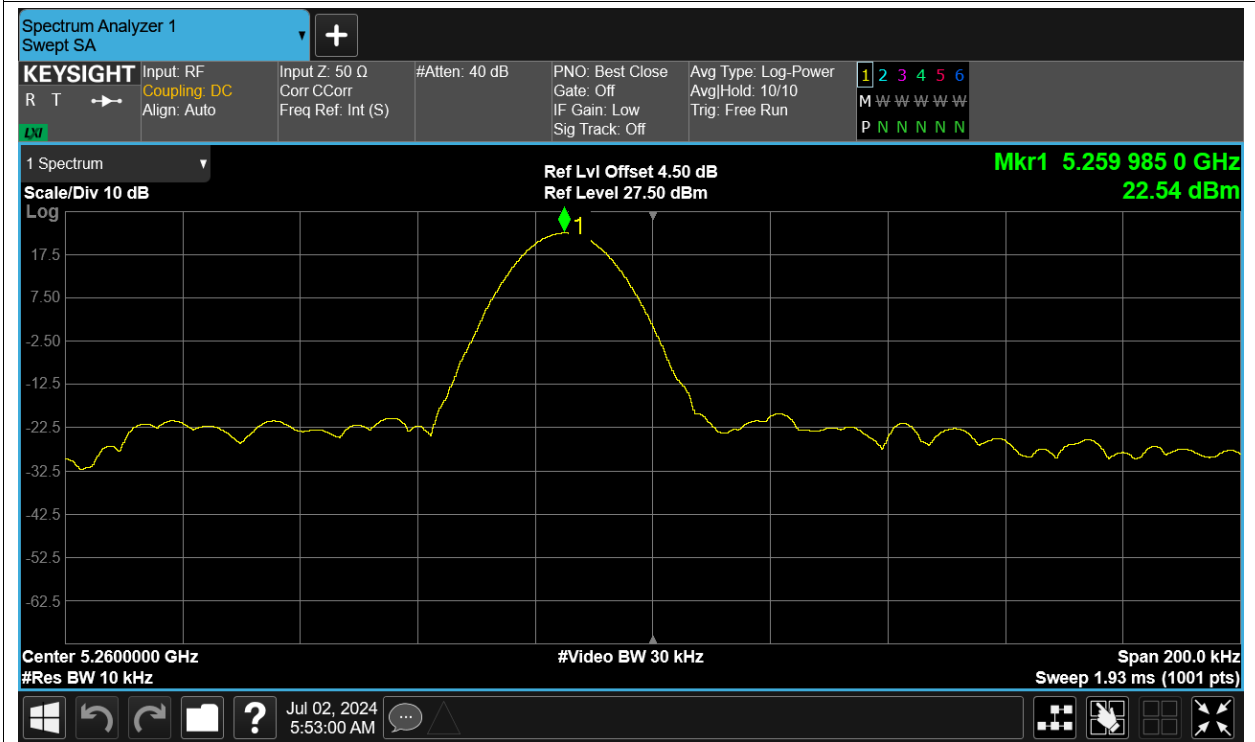 Spectrum Analyzer 1
Swept SA
+
KEYSIGHT
R T
LXI
Input: RF
Coupling: DC
Align: Auto
Input Z: 50 Ω
Corr CCorr
Freq Ref: Int (S)
#Atten: 40 dB
PNO: Best Close
Gate: Off
IF Gain: Low
Sig Track: Off
Avg Type: Log-Power
Avg|Hold: 10/10
Trig: Free Run
1 2 3 4 5 6
M W W W W W
P N N N N N
1 Spectrum
Scale/Div 10 dB
Log
Ref Lvl Offset 4.50 dB
Ref Level 27.50 dBm
Mkr1 5.259 985 0 GHz
22.54 dBm
1
17.5
7.50
-2.50
-12.5
-22.5
-32.5
-42.5
-52.5
-62.5
Center 5.2600000 GHz
#Res BW 10 kHz
#Video BW 30 kHz
Span 200.0 kHz
Sweep 1.93 ms (1001 pts)
?
Jul 02, 2024
5:53:00 AM